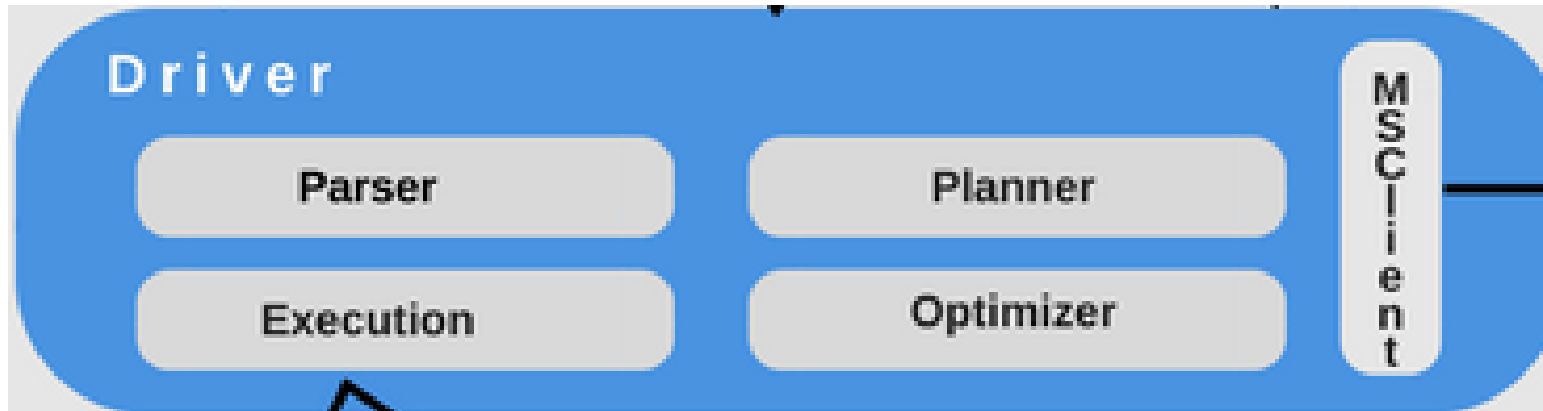 Driver
Parser
Planner
Execution
Optimizer
MSClient